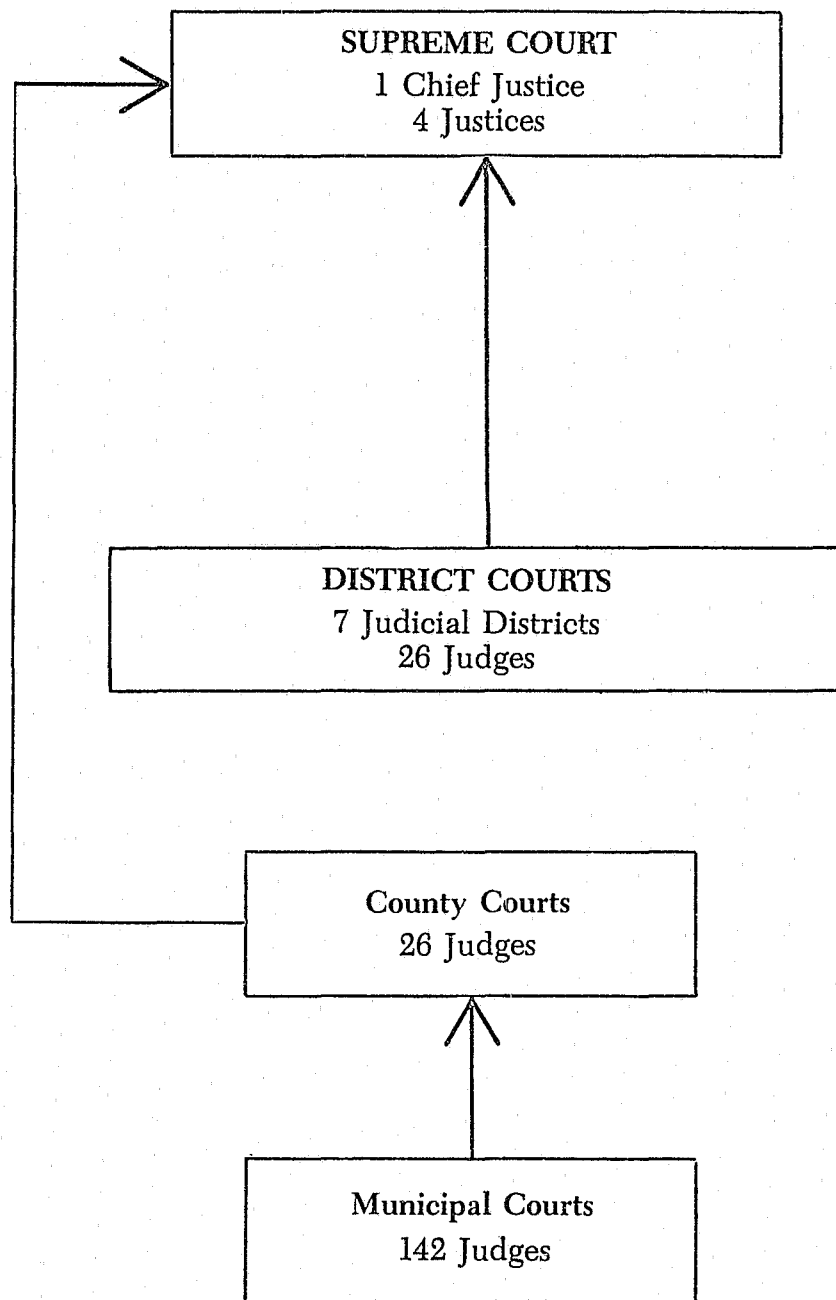 SUPREME COURT
1 Chief Justice
4 Justices
DISTRICT COURTS
7 Judicial Districts
26 Judges
County Courts
26 Judges
Municipal Courts
142 Judges